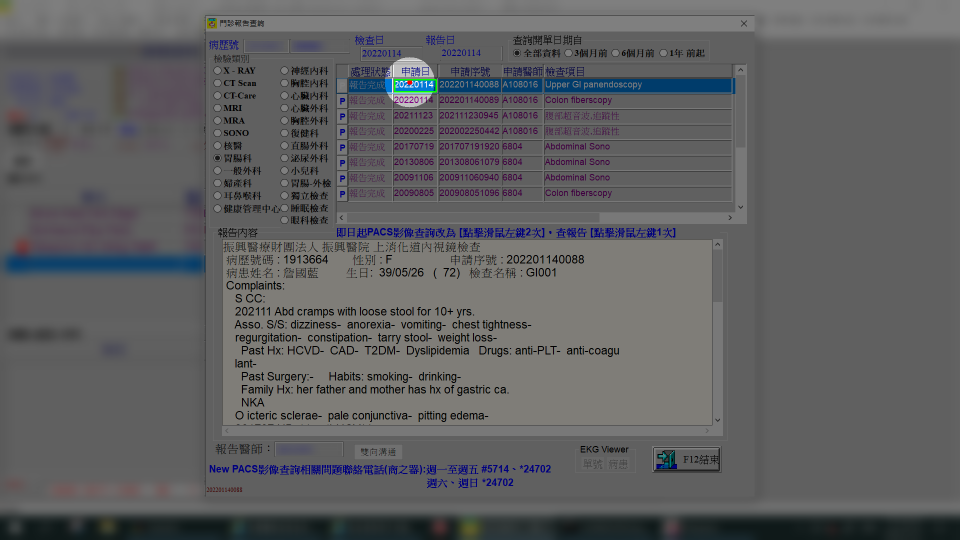 門診報告查詢
病歷號 檢查日 報告日 查詢開單日期自
20220114 20220114 全部資料 3個月前 6個月前 1年 前起
檢驗類別
X - RAY 神經內科
CT Scan 胸腔內科
CT-Care 心臟內科
MRI 心臟外科
MRA 胸腔外科
SONO 復健科
核醫 直腸外科
胃腸科 泌尿外科
一般外科 小兒科
婦產科 胃腸-外檢
耳鼻喉科 獨立檢查
健康管理中心 睡眠檢查
眼科檢查
處理狀態 申請日 申請序號 申請醫師 檢查項目
報告完成 20220114 202201140088 A108016 Upper GI panendoscopy
P 報告完成 20220114 202201140089 A108016 Colon fiberscopy
P 報告完成 20211123 202111230945 A108016 腹部超音波,追蹤性
P 報告完成 20200225 202002250442 A108016 腹部超音波,追蹤性
P 報告完成 20170719 201707191920 6804 Abdominal Sono
P 報告完成 20130806 201308061079 6804 Abdominal Sono
P 報告完成 20091106 200911060940 6804 Abdominal Sono
P 報告完成 20090805 200908051096 6804 Colon fiberscopy
報告內容 即日起PACS影像查詢改為 [點擊滑鼠左鍵2次]，查報告 [點擊滑鼠左鍵1次]
振興醫療財團法人 振興醫院 上消化道內視鏡檢查
病歷號碼 : 1913664 性別 : F 申請序號 : 202201140088
病患姓名 : 詹國藍 生日: 39/05/26 ( 72) 檢查名稱 : GI001
Complaints:
S CC:
202111 Abd cramps with loose stool for 10+ yrs.
Asso. S/S: dizziness- anorexia- vomiting- chest tightness-
regurgitation- constipation- tarry stool- weight loss-
Past Hx: HCVD- CAD- T2DM- Dyslipidemia Drugs: anti-PLT- anti-coagu
lant-
Past Surgery:- Habits: smoking- drinking-
Family Hx: her father and mother has hx of gastric ca.
NKA
O icteric sclerae- pale conjunctiva- pitting edema-
報告醫師： 雙向溝通 EKG Viewer
單號 病患 F12結束
New PACS影像查詢相關問題聯絡電話(商之器):週一至週五 #5714、*24702
週六、週日 *24702
202201140088